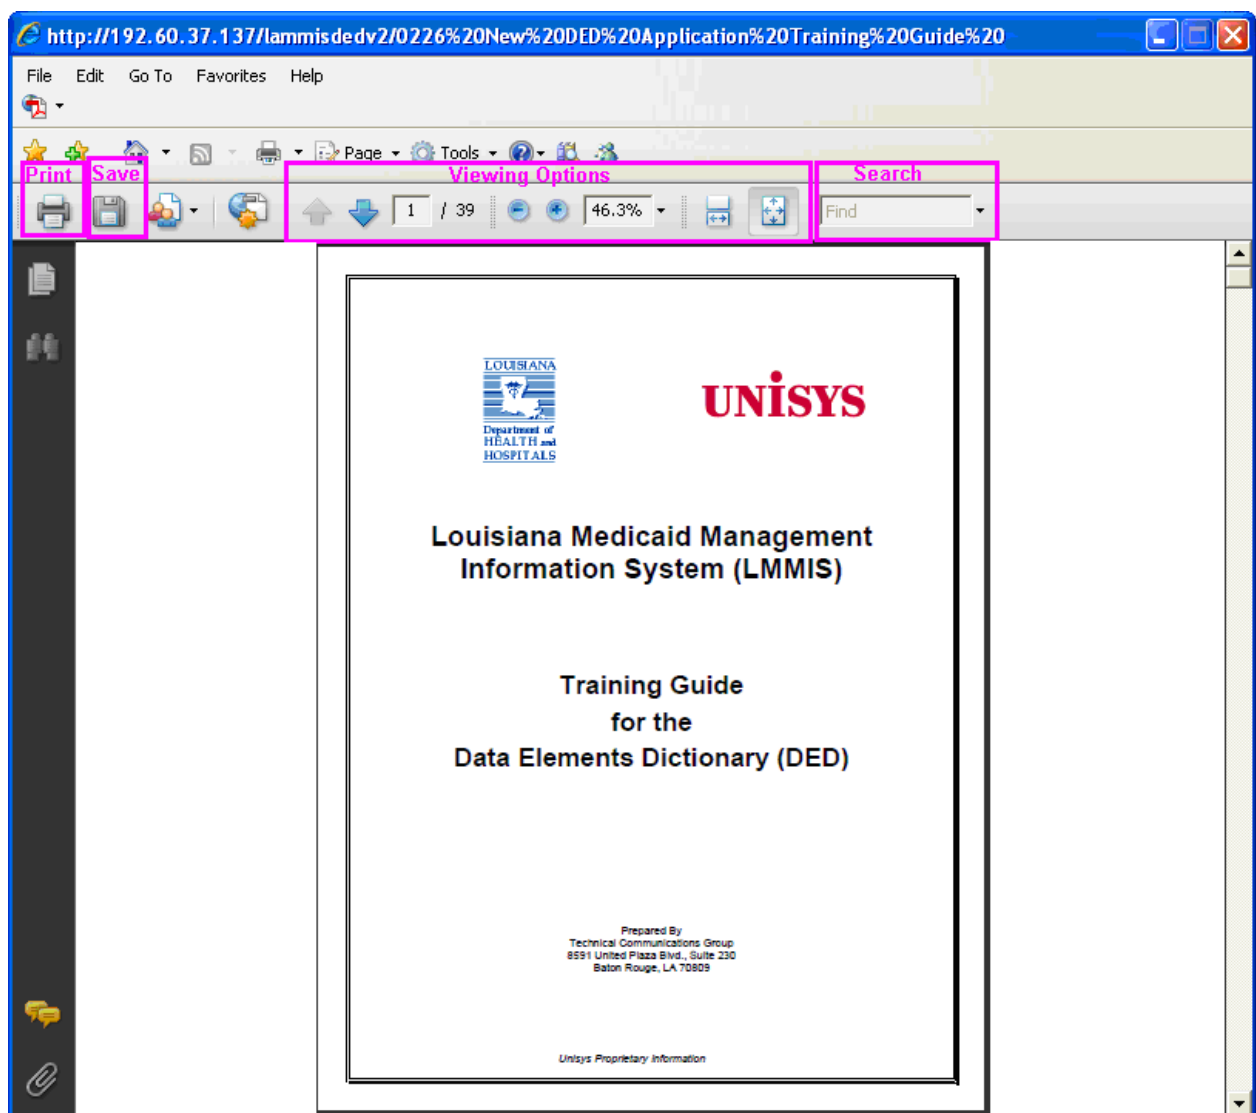 http://192.60.37.137/lammisdedv2/0226%20New%20DED%20Application%20Training%20Guide%20
File Edit Go To Favorites Help
Page Tools
Print Save Viewing Options Search
1 / 39 46.3% Find
LOUISIANA
Department of
HEALTH and
HOSPITALS
UNISYS
Louisiana Medicaid Management
Information System (LMMIS)
Training Guide
for the
Data Elements Dictionary (DED)
Prepared By
Technical Communications Group
8591 United Plaza Blvd., Suite 230
Baton Rouge, LA 70809
Unisys Proprietary Information